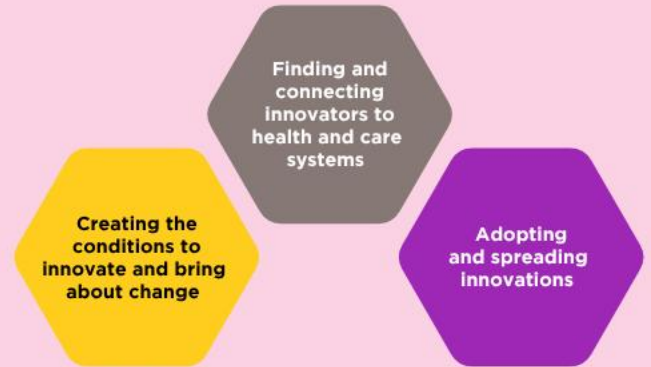 Finding and
connecting
innovators to
health and care
systems
Creating the
conditions to
innovate and bring
about change
Adopting
and spreading
innovations